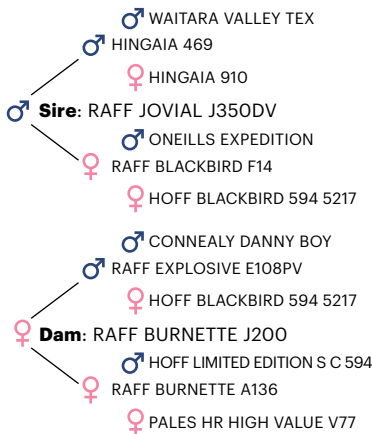 WAITARA VALLEY TEX
HINGAIA 469
HINGAIA 910
Sire: RAFF JOVIAL J350DV
ONEILLS EXPEDITION
RAFF BLACKBIRD F14
HOFF BLACKBIRD 594 5217
CONNEALY DANNY BOY
RAFF EXPLOSIVE E108PV
HOFF BLACKBIRD 594 5217
Dam: RAFF BURNETTE J200
HOFF LIMITED EDITION S C 594
RAFF BURNETTE A136
PALES HR HIGH VALUE V77